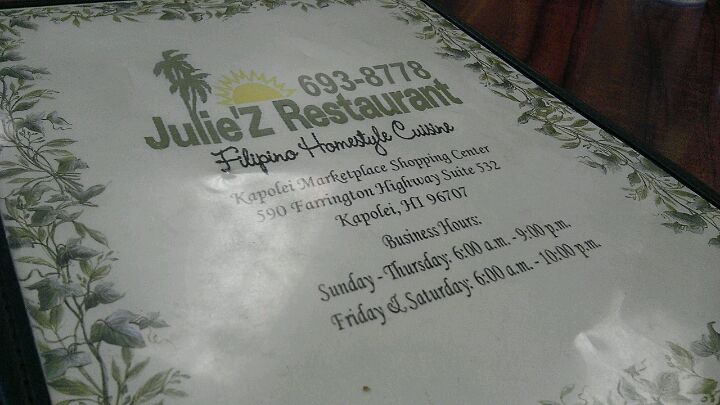 693-8778
Julie'Z Restaurant
Filipino Homestyle Cuisine
Kapolei Marketplace Shopping Center
590 Farrington Highway Suite 532
Kapolei, HI 96707
Business Hours:
Sunday - Thursday: 6:00 a.m. - 9:00 p.m.
Friday & Saturday: 6:00 a.m. - 10:00 p.m.